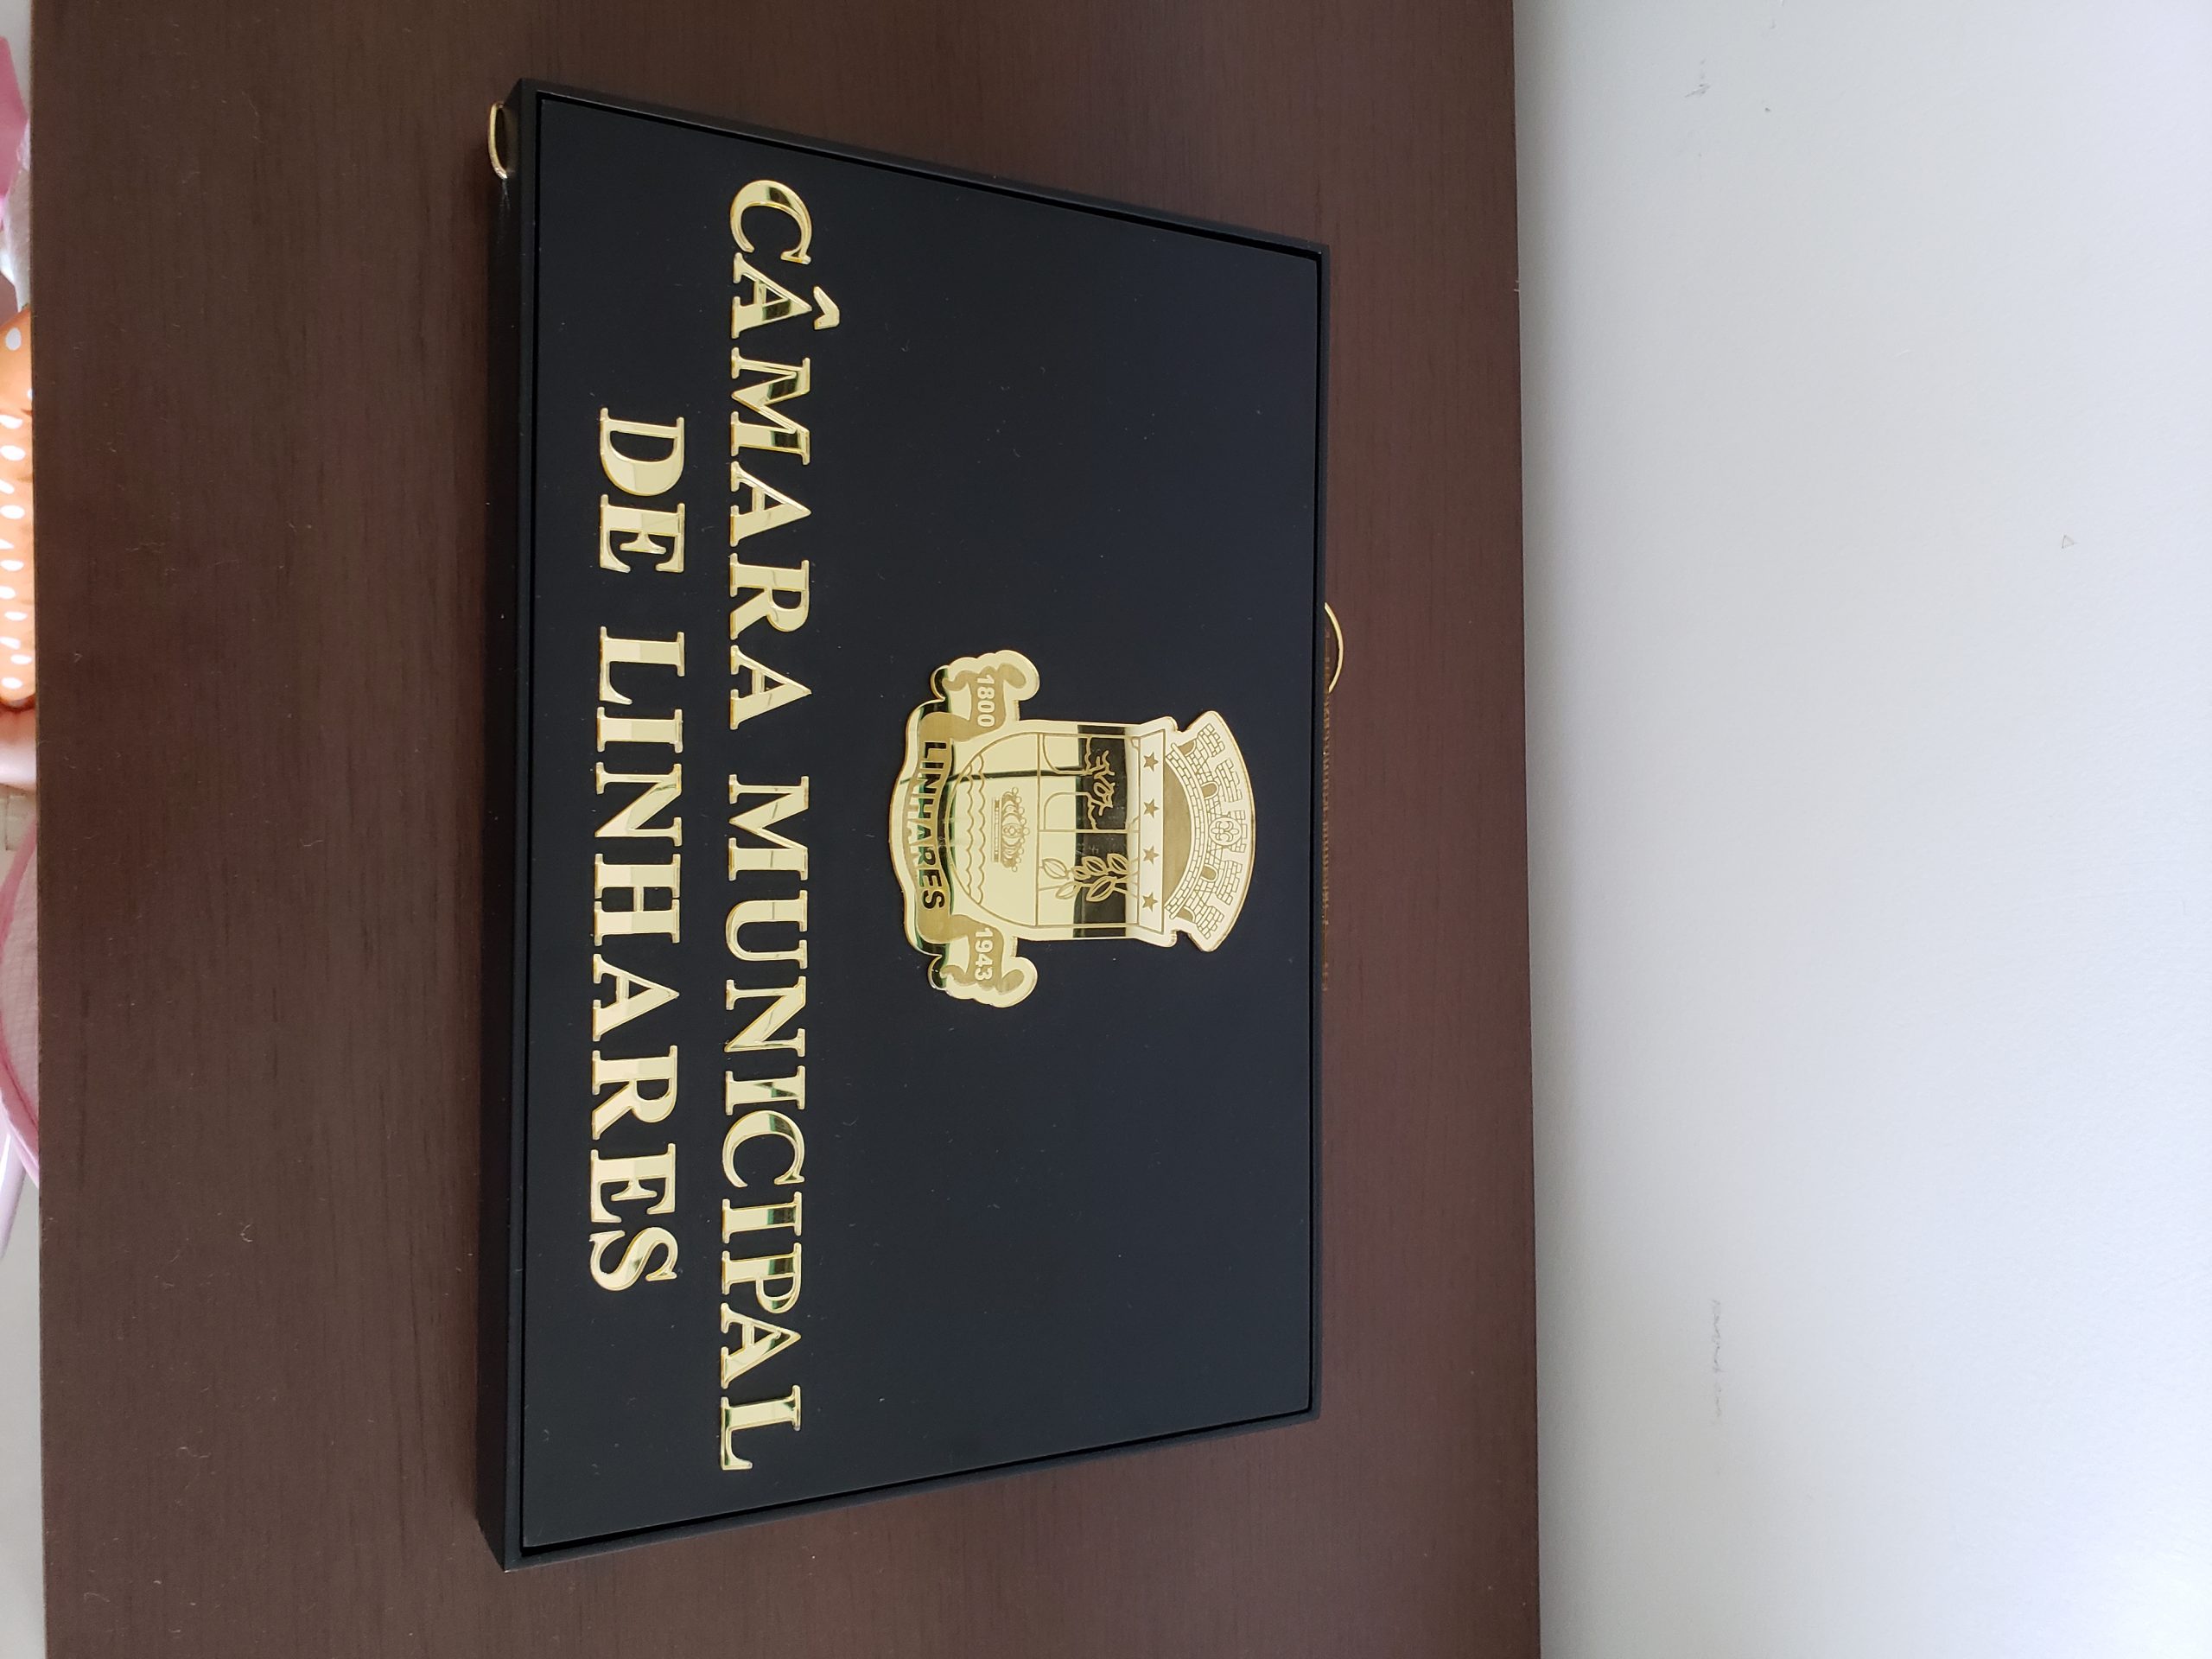 1800
LINHARES
1943
CÂMARA MUNICIPAL
DE LINHARES